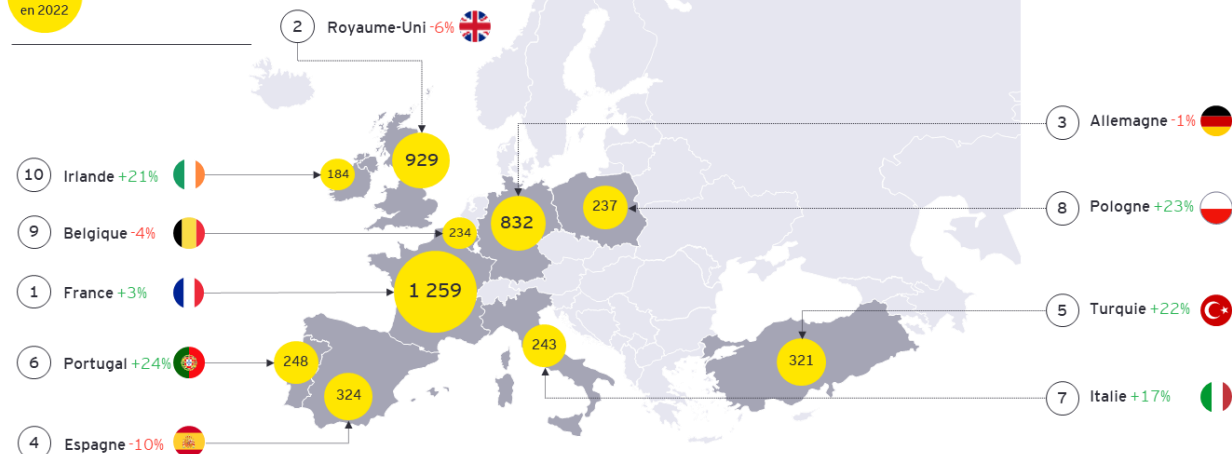 en 2022
2 Royaume-Uni -6%
929
3 Allemagne -1%
832
10 Irlande +21%
184
8 Pologne +23%
237
9 Belgique -4%
234
1 France +3%
1 259
5 Turquie +22%
321
6 Portugal +24%
248
7 Italie +17%
243
4 Espagne -10%
324